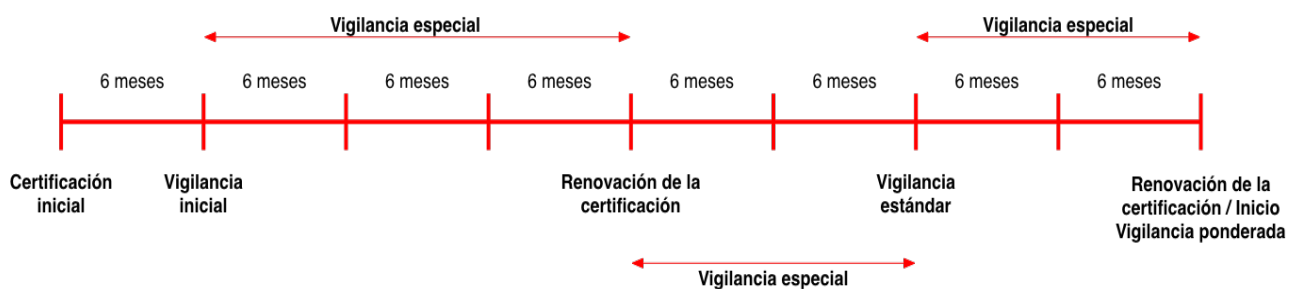 Vigilancia especial
Vigilancia especial
6 meses
6 meses
6 meses
6 meses
6 meses
6 meses
6 meses
6 meses
Certificación
inicial
Vigilancia
inicial
Renovación de la
certificación
Vigilancia
estándar
Renovación de la
certificación / Inicio
Vigilancia ponderada
Vigilancia especial